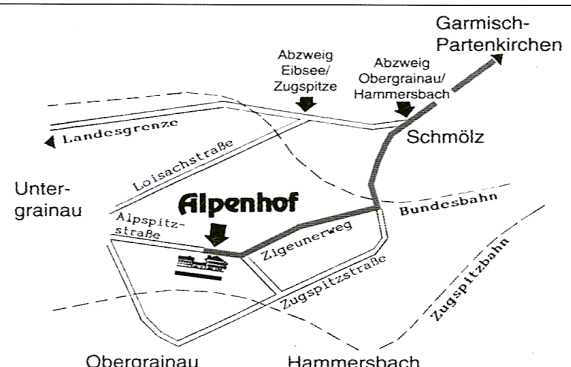 Garmisch-
Partenkirchen
Abzweig
Eibsee/
Zugspitze
Abzweig
Obergrainau/
Hammersbach
Landesgrenze
Schmölz
Loisachstraße
Unter-
grainau
Alpenhof
Alpspitz-
straße
Zigeunerweg
Bundesbahn
Zugspitzstraße
Zugspitzbahn
Obergrainau
Hammersbach